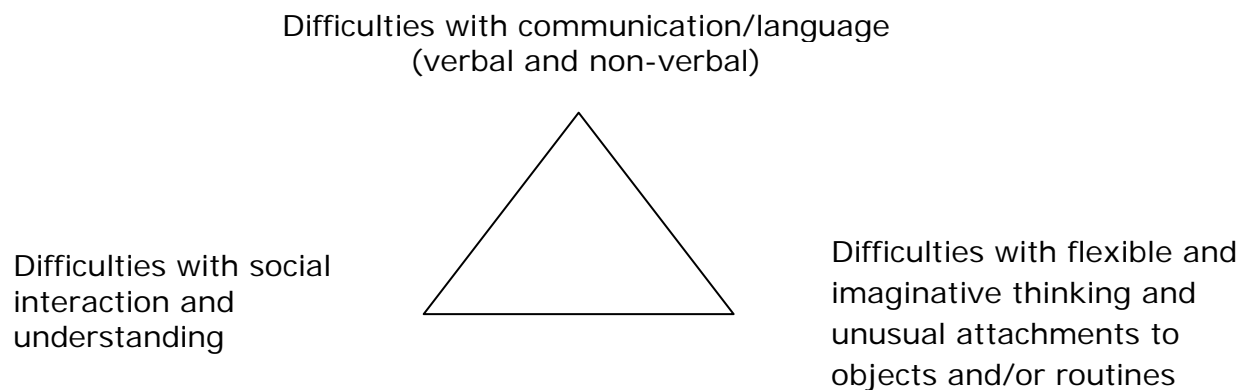 Difficulties with communication/language
(verbal and non-verbal)
Difficulties with social
interaction and
understanding
Difficulties with flexible and
imaginative thinking and
unusual attachments to
objects and/or routines